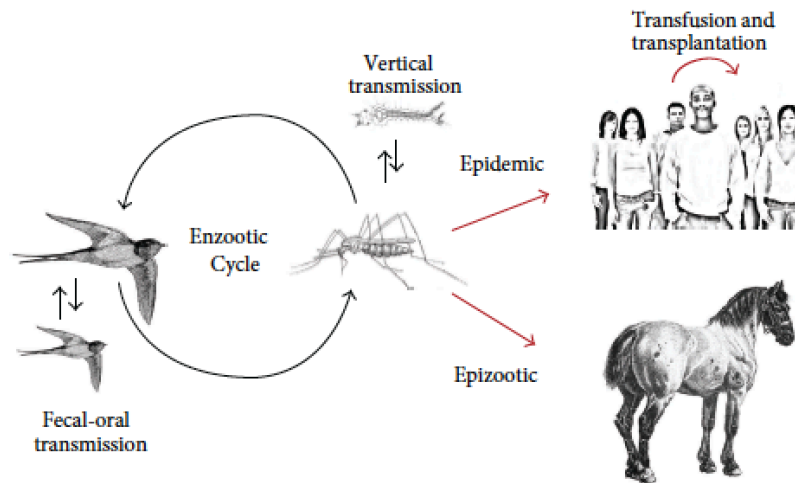 Transfusion and
transplantation
Vertical
transmission
Epidemic
Enzootic
Cycle
Epizootic
Fecal-oral
transmission